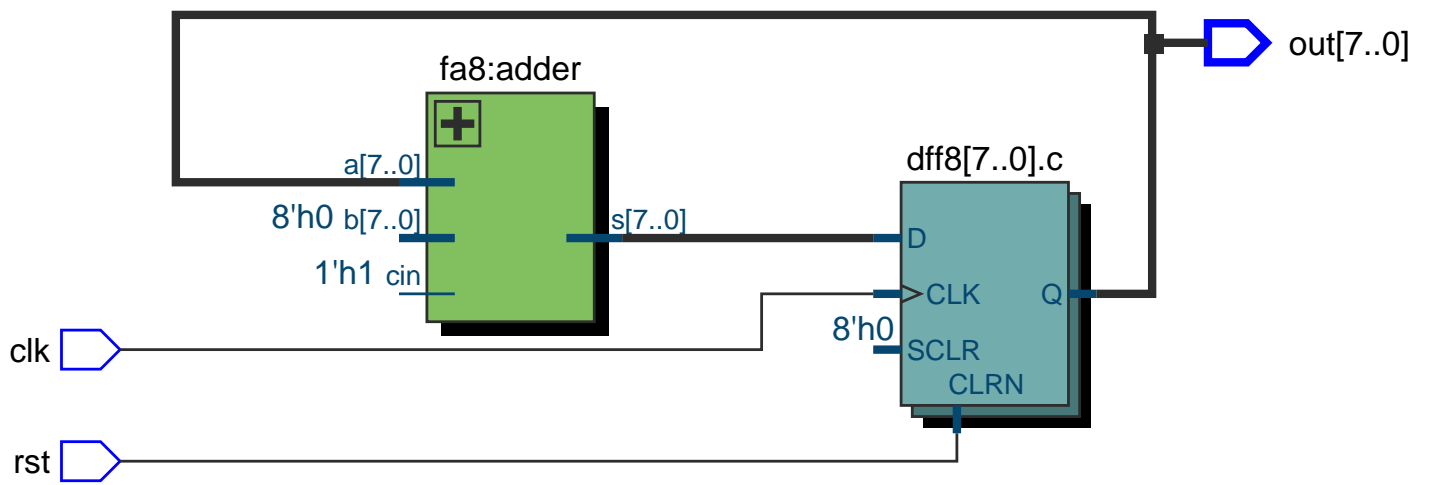 out[7..0]
fa8:adder
dff8[7..0].c
a[7..0]
8'h0 b[7..0]
s[7..0]
D
1'h1 cin
CLK
Q
8'h0
clk
SCLR
CLRN
rst